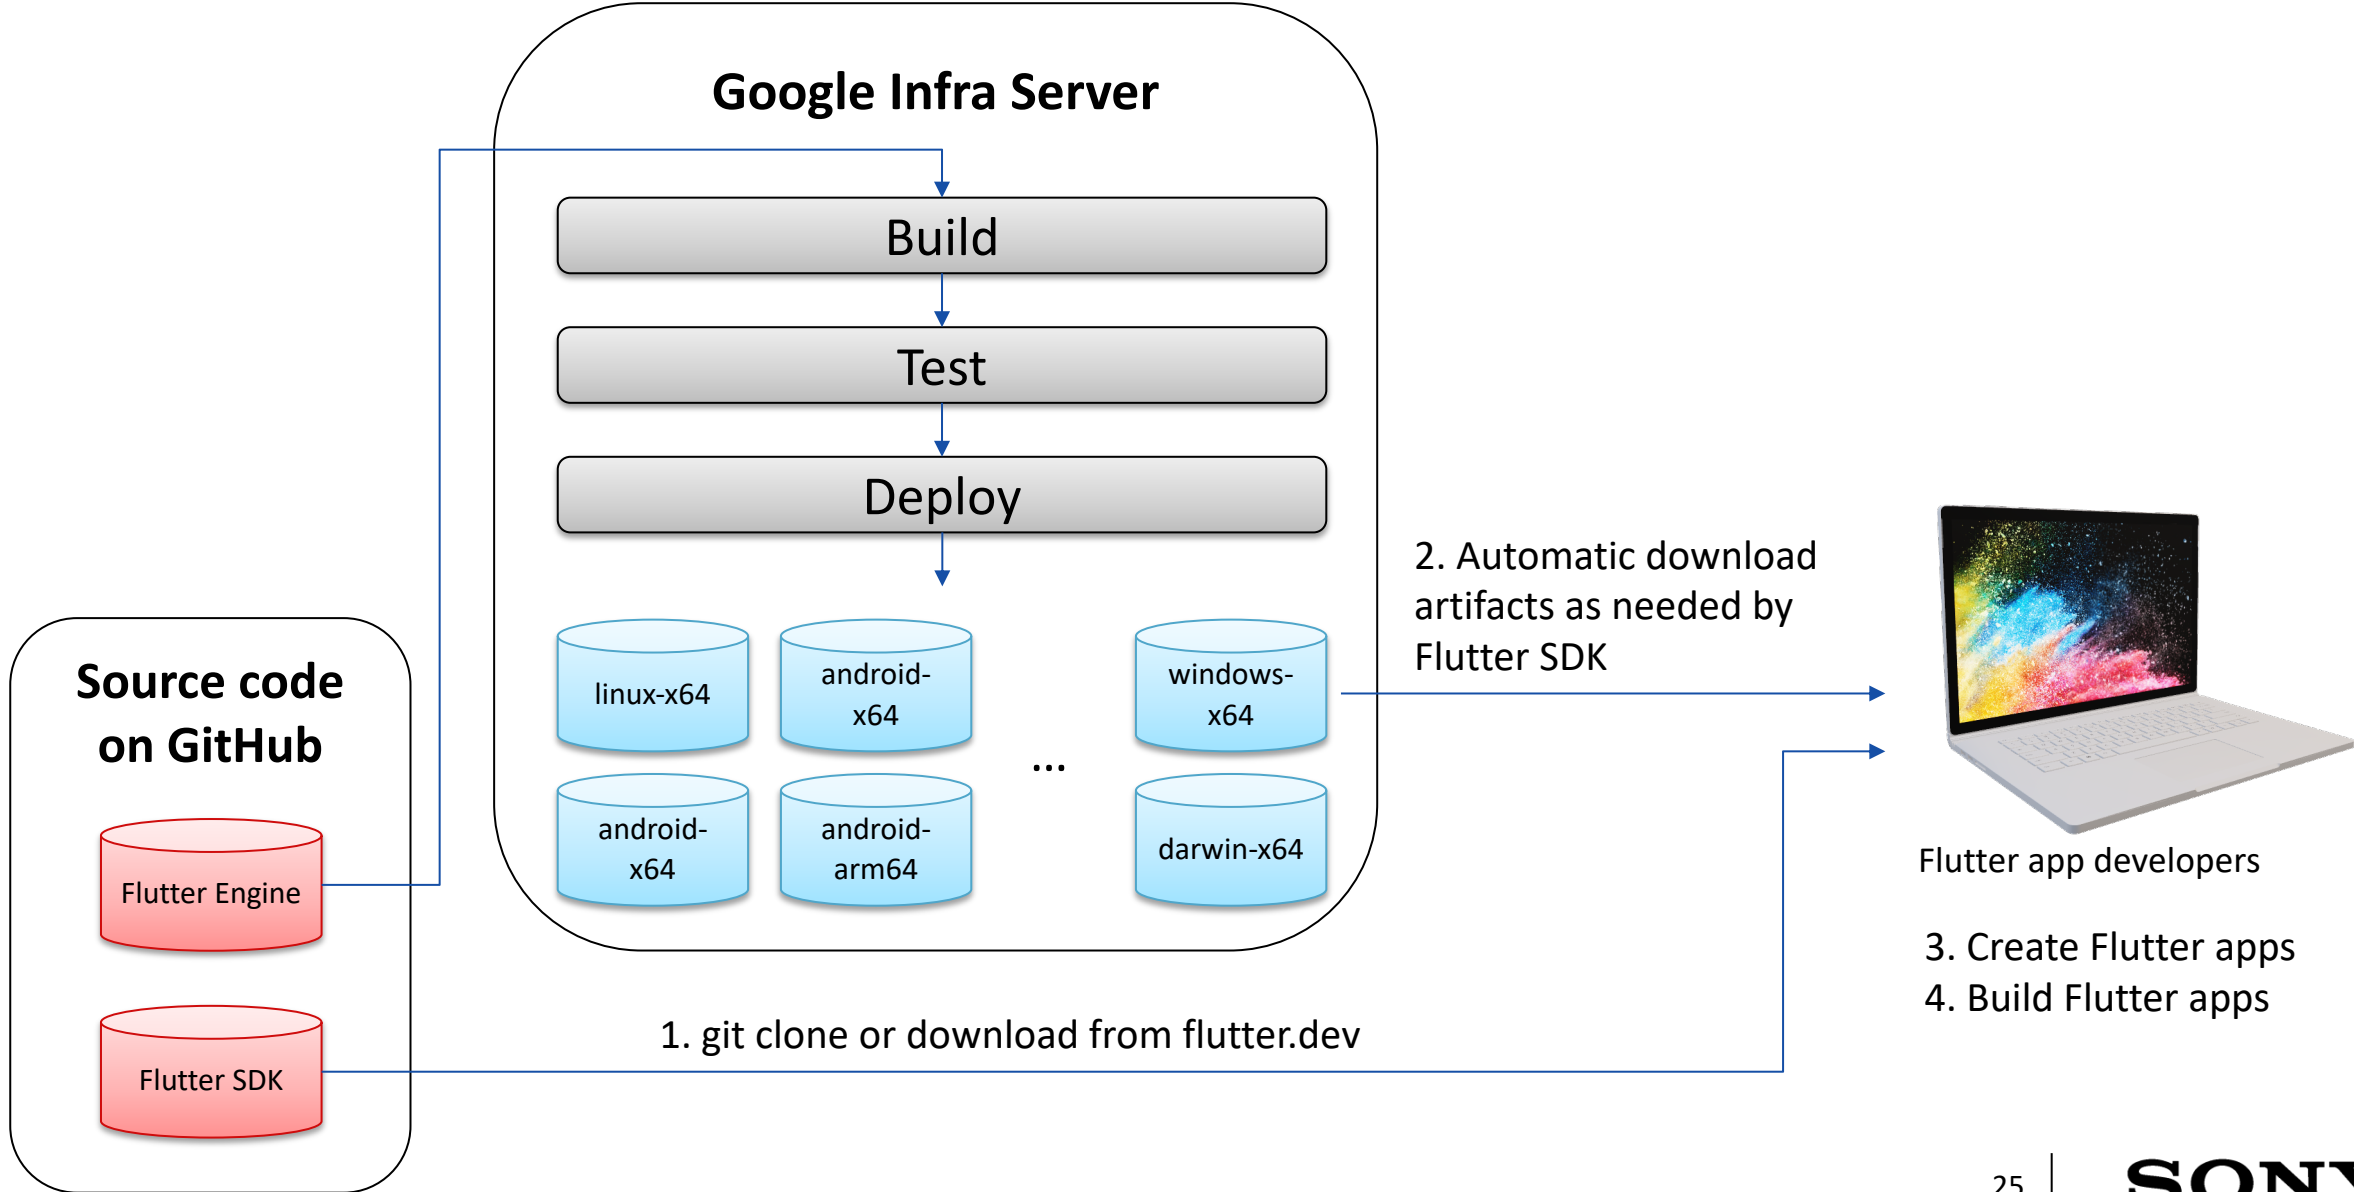 Google Infra Server
Build
Test
Deploy
linux-x64
android-
x64
windows-
x64
...
android-
x64
android-
arm64
darwin-x64
Source code
on GitHub
Flutter Engine
Flutter SDK
2. Automatic download
artifacts as needed by
Flutter SDK
1. git clone or download from flutter.dev
Flutter app developers
3. Create Flutter apps
4. Build Flutter apps
25
SONY